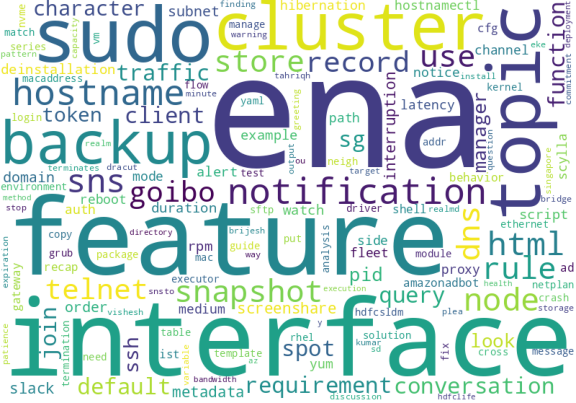 character subnet finding hibernation hostnamectl
nvme vm capacity manage warning cfg
match series pattern
sudo cluster
store record use
channel topic function
eke commitment deployment
deinstallation traffic
macaddress tahriqh notice install
hostname flow minute yaml greeting latency kernel
login token client example path manager question
interruption
backup realm sg addr
output ou neigh
ena
domain terminates dracut sns alert test target behavior
environment mode goibo notification singapore scylla
method reboot
stop auth duration sftp watch driver shell realmd bridge
feature
copy directory brijesh put analysis side module dns script
expiration grub package guide way ethernet html
rpm mac fleet proxy ad
recap executor pid amazonadbot netplan rule
gateway telnet snapshot execution query health crash
snsto node storage
order medium screenshare hdfcsldm plea
interface
join vishesh ssh table solution look
patience termination need ist template variable az spot rhel kumar sd yum fix cross message
slack default metadata requirement conversation
bandwidth discussion hdfclife
y